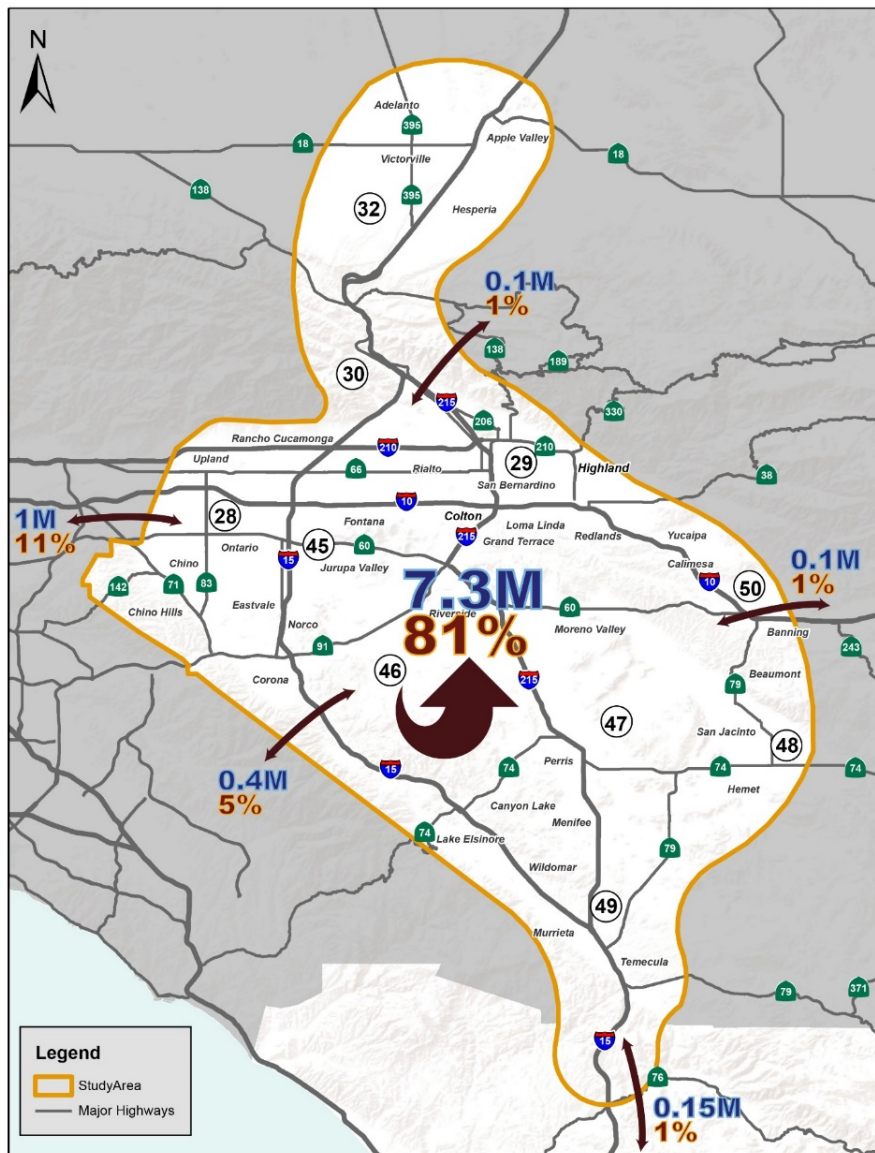 N
Adelanto
395
Apple Valley
18
Victorville
18
138
395
32
Hesperia
0.1M
1%
138
189
30
215
206
330
Rancho Cucamonga
210
210
Upland
66
Rialto
29
Highland
38
San Bernardino
10
1M
11%
28
Fontana
Colton
Loma Linda
Redlands
Yucaipa
45
215
Grand Terrace
Ontario
60
Calimesa
Chino
15
Jurupa Valley
10
50
0.1M
1%
142
71
83
7.3M
81%
Chino Hills
Eastvale
Riverside
60
Norco
Moreno Valley
Banning
91
243
Corona
46
215
79
Beaumont
47
San Jacinto
48
0.4M
5%
15
Perris
74
74
74
Hemet
Canyon Lake
Menifee
74
Lake Elsinore
79
Wildomar
49
Murrieta
Temecula
79
371
15
Legend
StudyArea
Major Highways
76
0.15M
1%